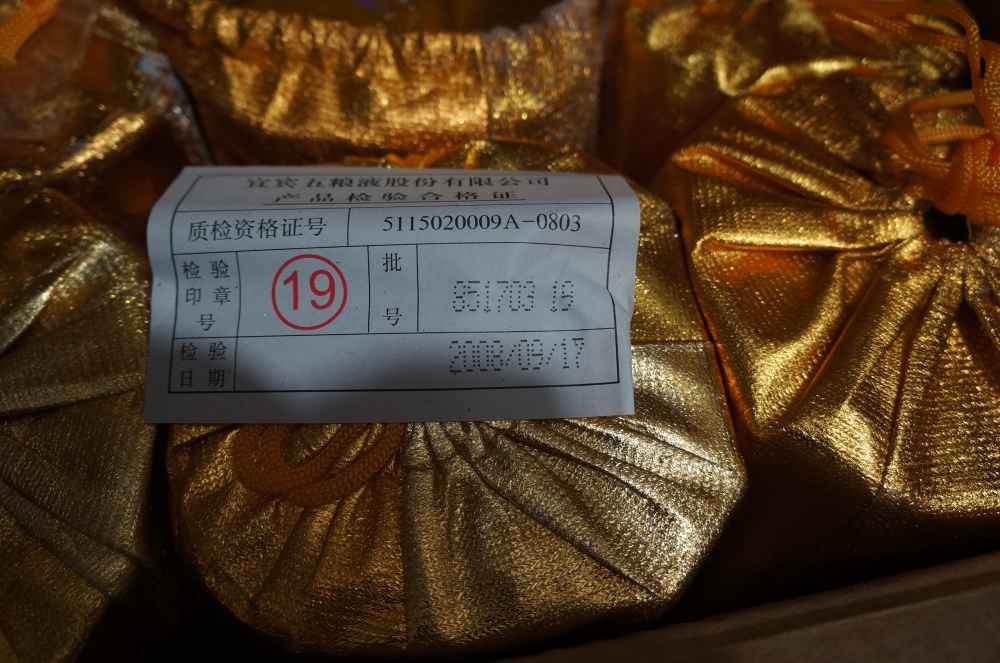 宜宾五粮液股份有限公司
产品检验合格证
质检资格证号 5115020009A-0803
检验印章号 19 批号 851703 18
检验日期 2008/09/17